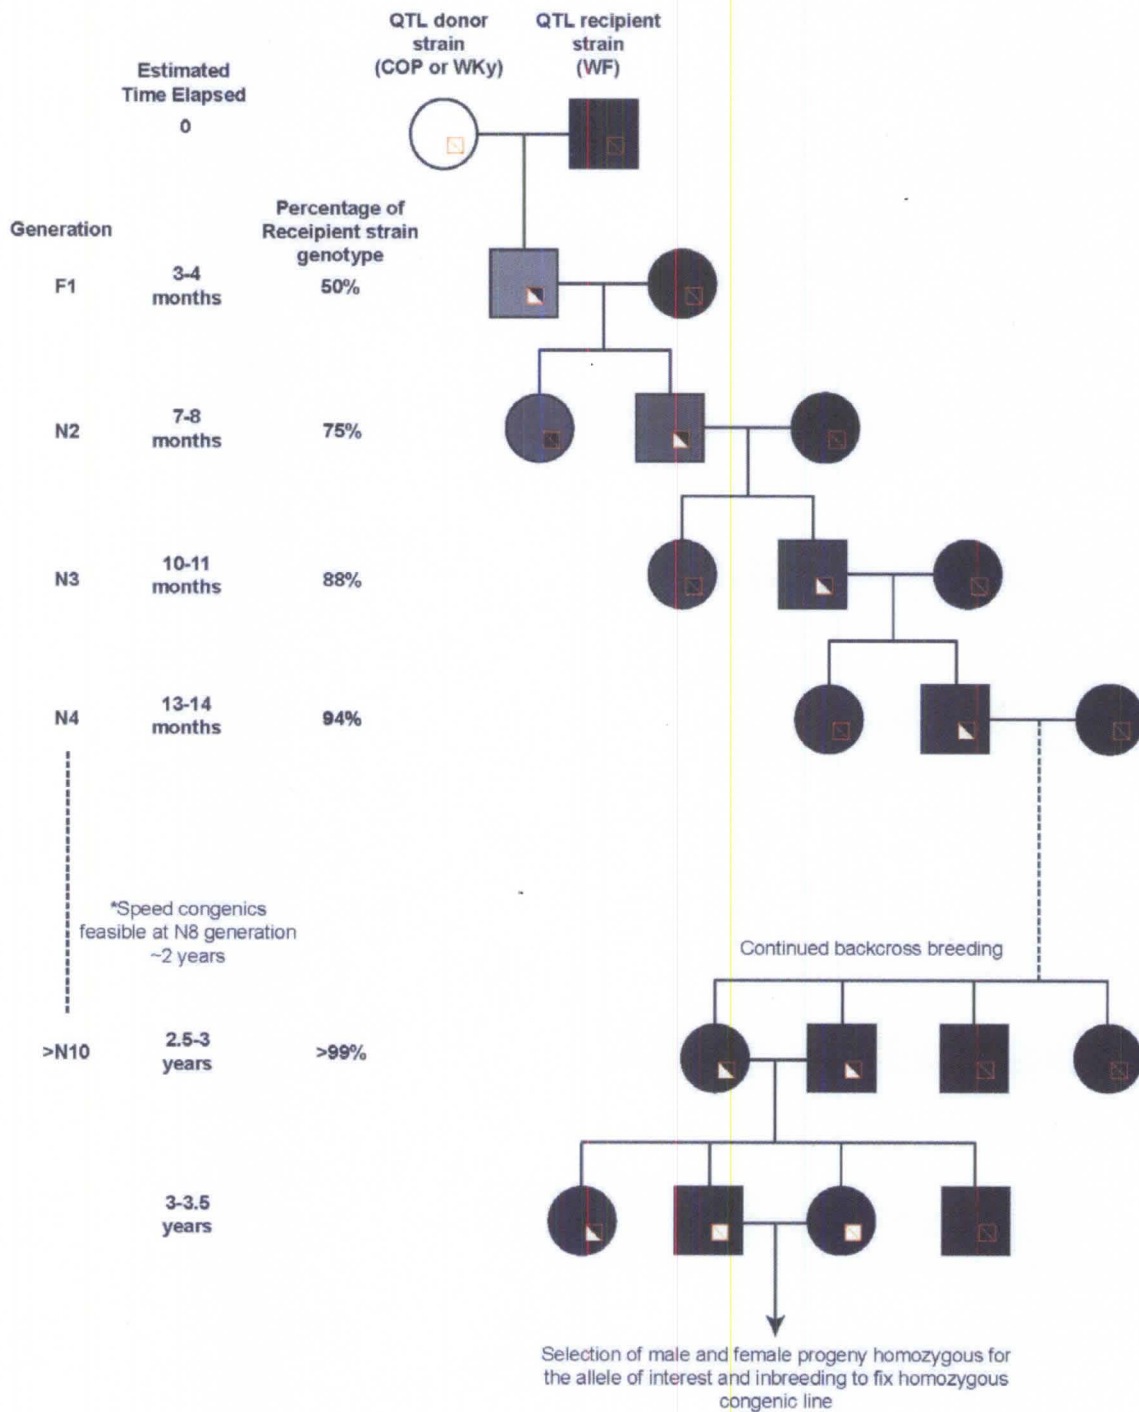 QTL donor
strain
(COP or WKy)
QTL recipient
strain
(WF)
Estimated
Time Elapsed
0
Generation
Percentage of
Receipient strain
genotype
F1
3-4
months
50%
N2
7-8
months
75%
N3
10-11
months
88%
N4
13-14
months
94%
*Speed congenics
feasible at N8 generation
~2 years
Continued backcross breeding
>N10
2.5-3
years
>99%
3-3.5
years
Selection of male and female progeny homozygous for
the allele of interest and inbreeding to fix homozygous
congenic line